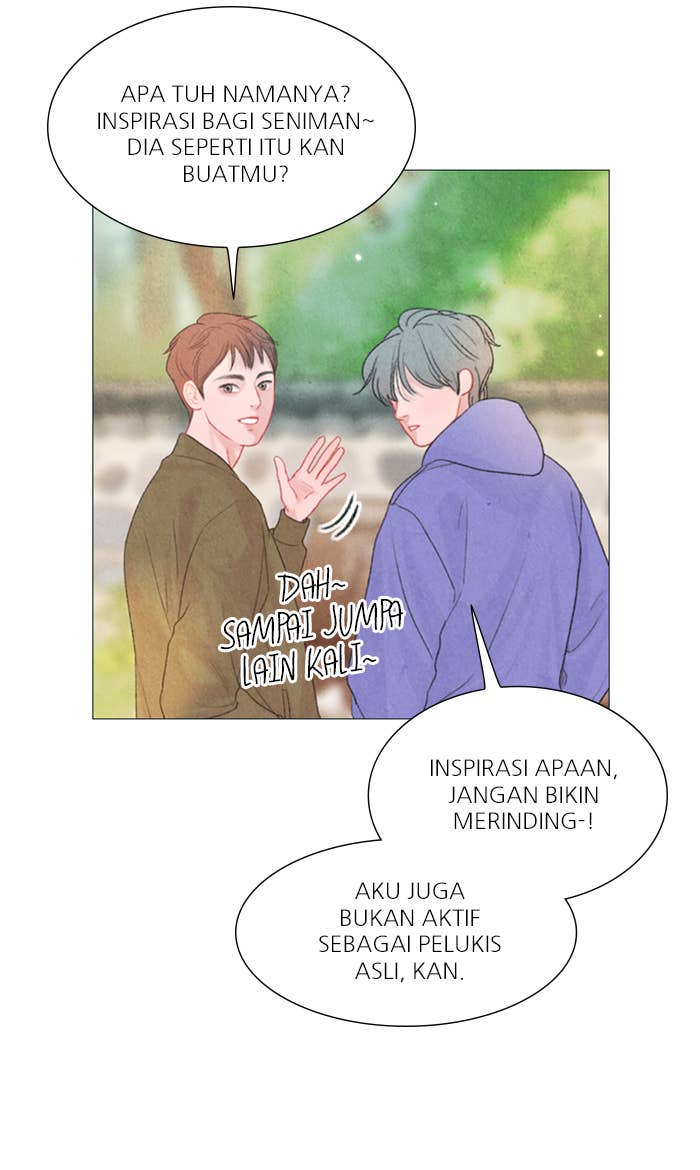 APA TUH NAMANYA?
INSPIRASI BAGI SENIMAN~
DIA SEPERTI ITU KAN
BUATMU?
DAH~
SAMPAI JUMPA
LAIN KALI~
INSPIRASI APAAN,
JANGAN BIKIN
MERINDING-!
AKU JUGA
BUKAN AKTIF
SEBAGAI PELUKIS
ASLI, KAN.